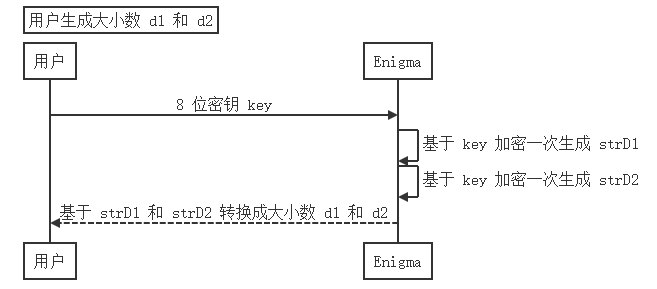 用户生成大小数 d1 和 d2
用户
Enigma
8 位密钥 key
基于 key 加密一次生成 strD1
基于 key 加密一次生成 strD2
基于 strD1 和 strD2 转换成大小数 d1 和 d2
用户
Enigma